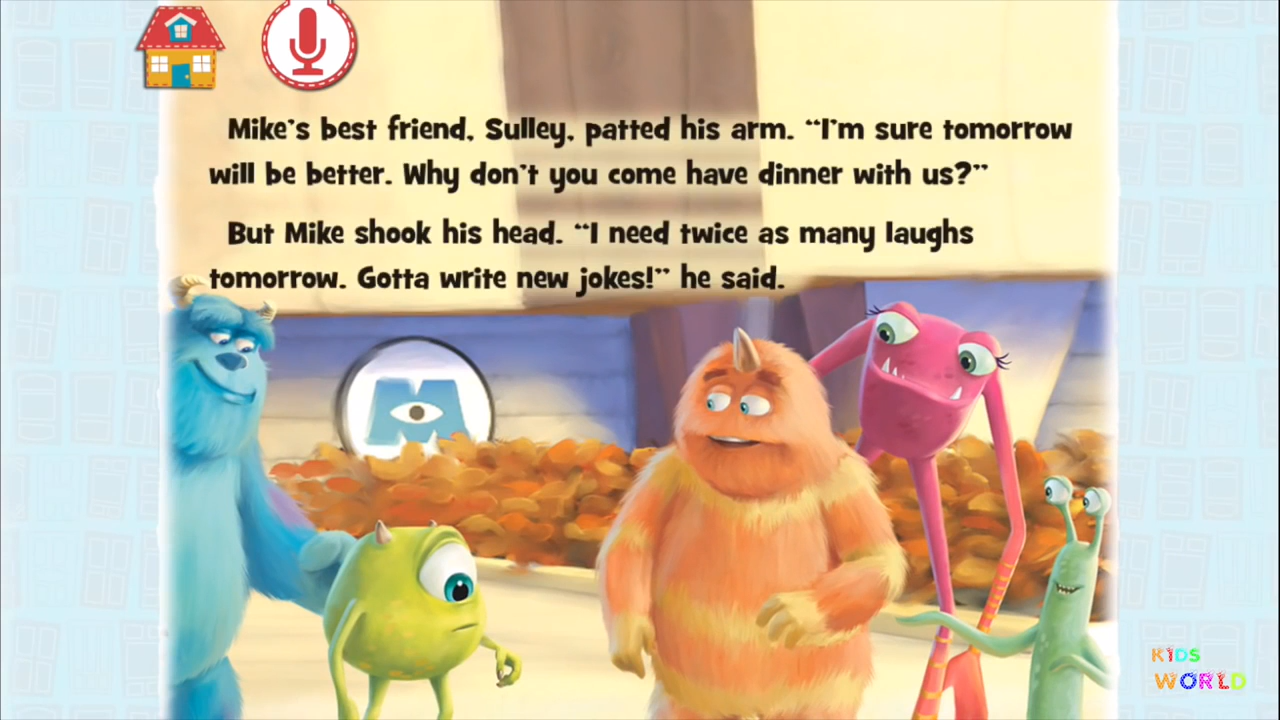 Mike's best friend, Sulley, patted his arm. “I'm sure tomorrow
will be better. Why don't you come have dinner with us?”
But Mike shook his head. “I need twice as many laughs
tomorrow. Gotta write new jokes!” he said.
M
KIDS
WORLD